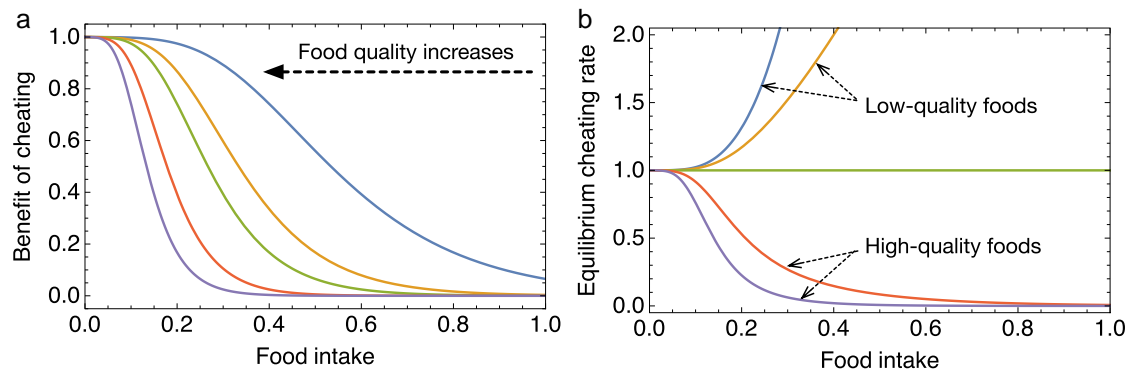 a
Benefit of cheating
1.0
0.8
0.6
0.4
0.2
0.0
Food quality increases
0.0 0.2 0.4 0.6 0.8 1.0
Food intake
b
Equilibrium cheating rate
2.0
1.5
1.0
0.5
0.0
Low-quality foods
High-quality foods
0.0 0.2 0.4 0.6 0.8 1.0
Food intake